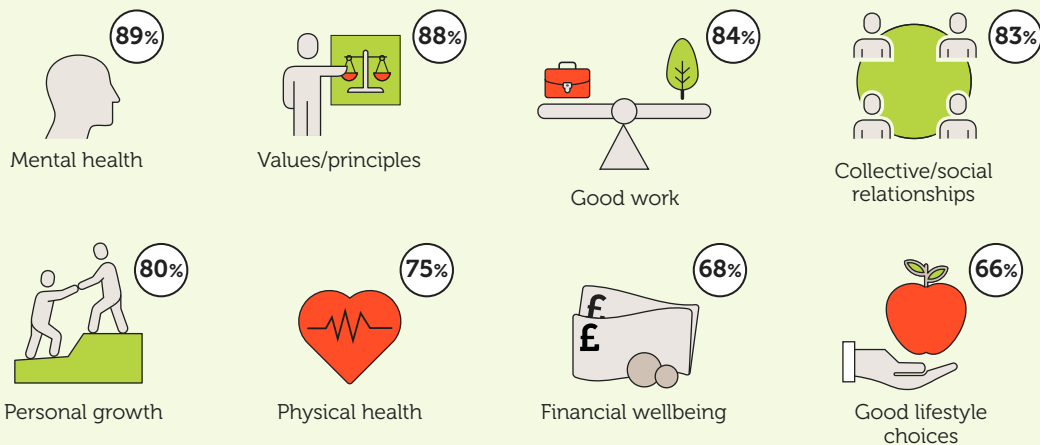 89%
Mental health
88%
Values/principles
84%
Good work
83%
Collective/social
relationships
80%
Personal growth
75%
Physical health
68%
£
£
Financial wellbeing
66%
Good lifestyle
choices